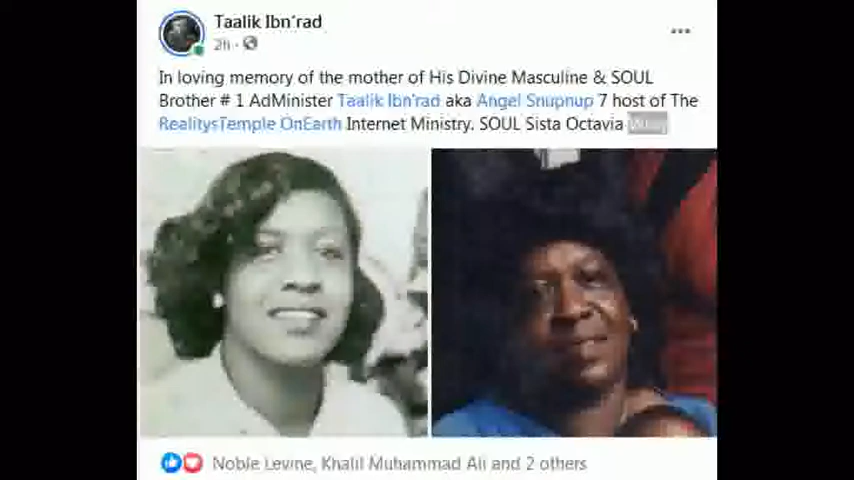 Taalik Ibn'rad
2h ·
In loving memory of the mother of His Divine Masculine & SOUL
Brother # 1 AdMinister Taalik Ibn'rad aka Angel Snupnup 7 host of The
RealitysTemple OnEarth Internet Ministry. SOUL Sista Octavia
Noble Levine, Khalil Muhammad Ali and 2 others